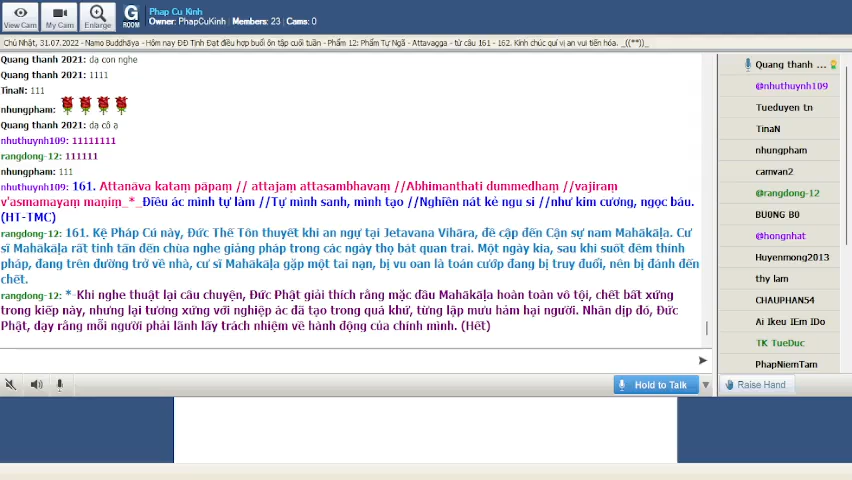 Phap Cu Kinh
Owner: PhapCuKinh | Members: 23 | Cams: 0
View Cam
My Cam
Enlarge
G
ROOM
Chủ Nhật, 31.07.2022 - Namo Buddhāya - Hôm nay ĐĐ Tịnh Đạt điều hợp buổi ôn tập cuối tuần - Phẩm 12: Phẩm Tự Ngã - Attavagga - từ câu 161 - 162. Kính chúc quí vị an vui tiến hóa. _((**))_
Quang thanh 2021: dạ con nghe
Quang thanh 2021: 1111
TinaN: 111
nhungpham:
Quang thanh 2021: dạ cô ạ
nhuthuynh109: 11111111
rangdong-12: 111111
nhungpham: 111
nhuthuynh109: 161. Attanāva kataṃ pāpaṃ // attajaṃ attasambhavaṃ //Abhimanthati dummedhaṃ //vajiraṃ
v'asmamayaṃ maṇiṃ_*_Điều ác mình tự làm //Tự mình sanh, mình tạo //Nghiền nát kẻ ngu si //như kim cương, ngọc báu.
(HT-TMC)
rangdong-12: 161. Kệ Pháp Cú này, Đức Thế Tôn thuyết khi an ngự tại Jetavana Vihāra, đề cập đến Cận sự nam Mahākāḷa. Cư
sĩ Mahākāḷa rất tinh tấn đến chùa nghe giảng pháp trong các ngày thọ bát quan trai. Một ngày kia, sau khi suốt đêm thính
pháp, đang trên đường trở về nhà, cư sĩ Mahākāḷa gặp một tai nạn, bị vu oan là toán cướp đang bị truy đuổi, nên bị đánh đến
chết.
rangdong-12: *-Khi nghe thuật lại câu chuyện, Đức Phật giải thích rằng mặc dầu Mahākāḷa hoàn toàn vô tội, chết bất xứng
trong kiếp này, nhưng lại tương xứng với nghiệp ác đã tạo trong quá khứ, từng lập mưu hãm hại người. Nhân dịp đó, Đức
Phật, dạy rằng mỗi người phải lãnh lấy trách nhiệm về hành động của chính mình. (Hết)
Hold to Talk
Quang thanh ...
@nhuthuynh109
Tueduyen tn
TinaN
nhungpham
camvan2
@rangdong-12
BU0NG B0
@hongnhat
Huyenmong2013
thy lam
CHAUPHAN54
Ai Ikeu IEm IDo
TK TueDuc
PhapNiemTam
Raise Hand